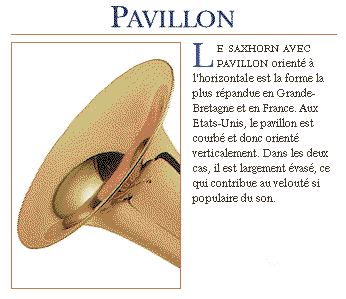 PAVILLON
LE SAXHORN AVEC
PAVILLON orienté à
l'horizontale est la forme la
plus répandue en Grande-
Bretagne et en France. Aux
Etats-Unis, le pavillon est
courbé et donc orienté
verticalement. Dans les deux
cas, il est largement évasé, ce
qui contribue au velouté si
populaire du son.